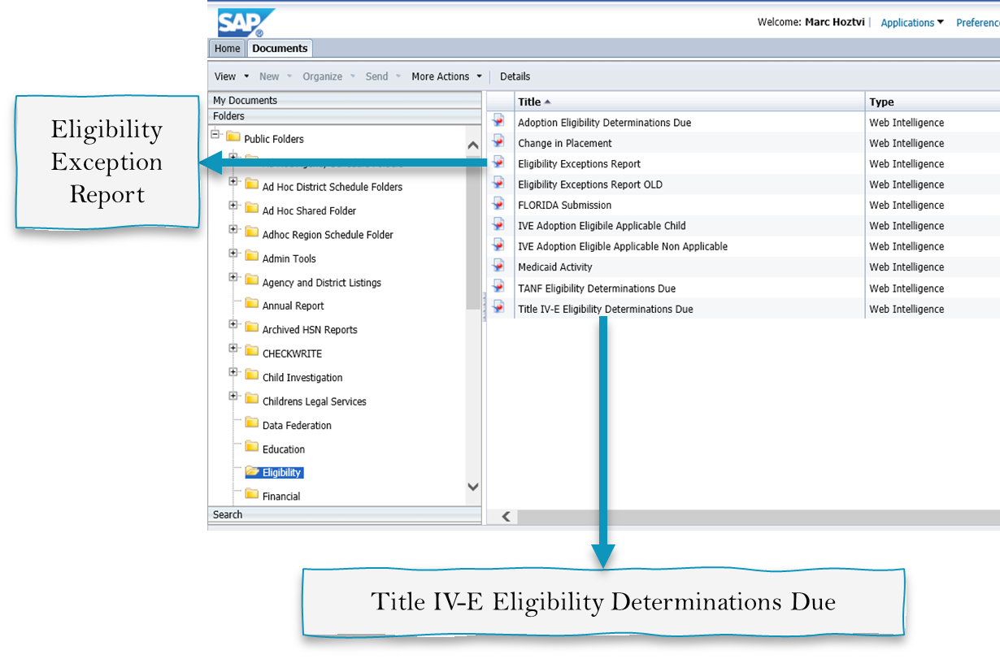 SAP®
Welcome: Marc Hoztvi | Applications Preferenc
Home Documents
View New Organize Send More Actions Details
My Documents
Folders
Public Folders
Ad Hoc District Schedule Folders
Ad Hoc Shared Folder
Adhoc Region Schedule Folder
Admin Tools
Agency and District Listings
Annual Report
Archived HSN Reports
CHECKWRITE
Child Investigation
Childrens Legal Services
Data Federation
Education
Eligibility
Financial
Search
Title Type
Adoption Eligibility Determinations Due Web Intelligence
Change in Placement Web Intelligence
Eligibility Exceptions Report Web Intelligence
Eligibility Exceptions Report OLD Web Intelligence
FLORIDA Submission Web Intelligence
IVE Adoption Eligibile Applicable Child Web Intelligence
IVE Adoption Eligible Applicable Non Applicable Web Intelligence
Medicaid Activity Web Intelligence
TANF Eligibility Determinations Due Web Intelligence
Title IV-E Eligibility Determinations Due Web Intelligence
Eligibility
Exception
Report
Title IV-E Eligibility Determinations Due